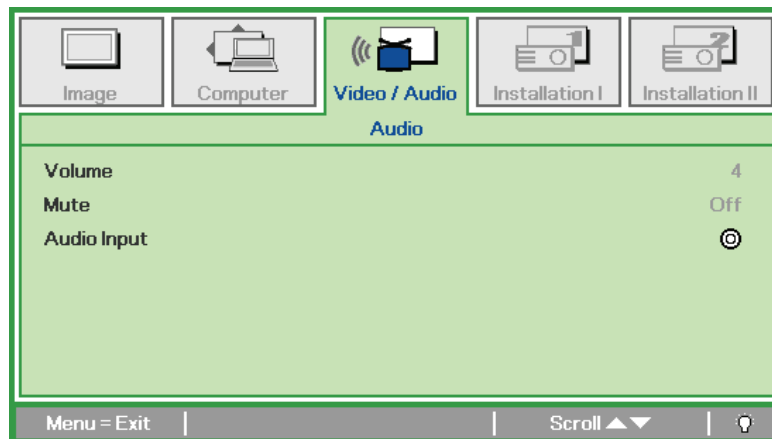 Image
Computer
Video / Audio
Installation I
Installation II
Audio
Volume 4
Mute Off
Audio Input
Menu = Exit Scroll ▲▼